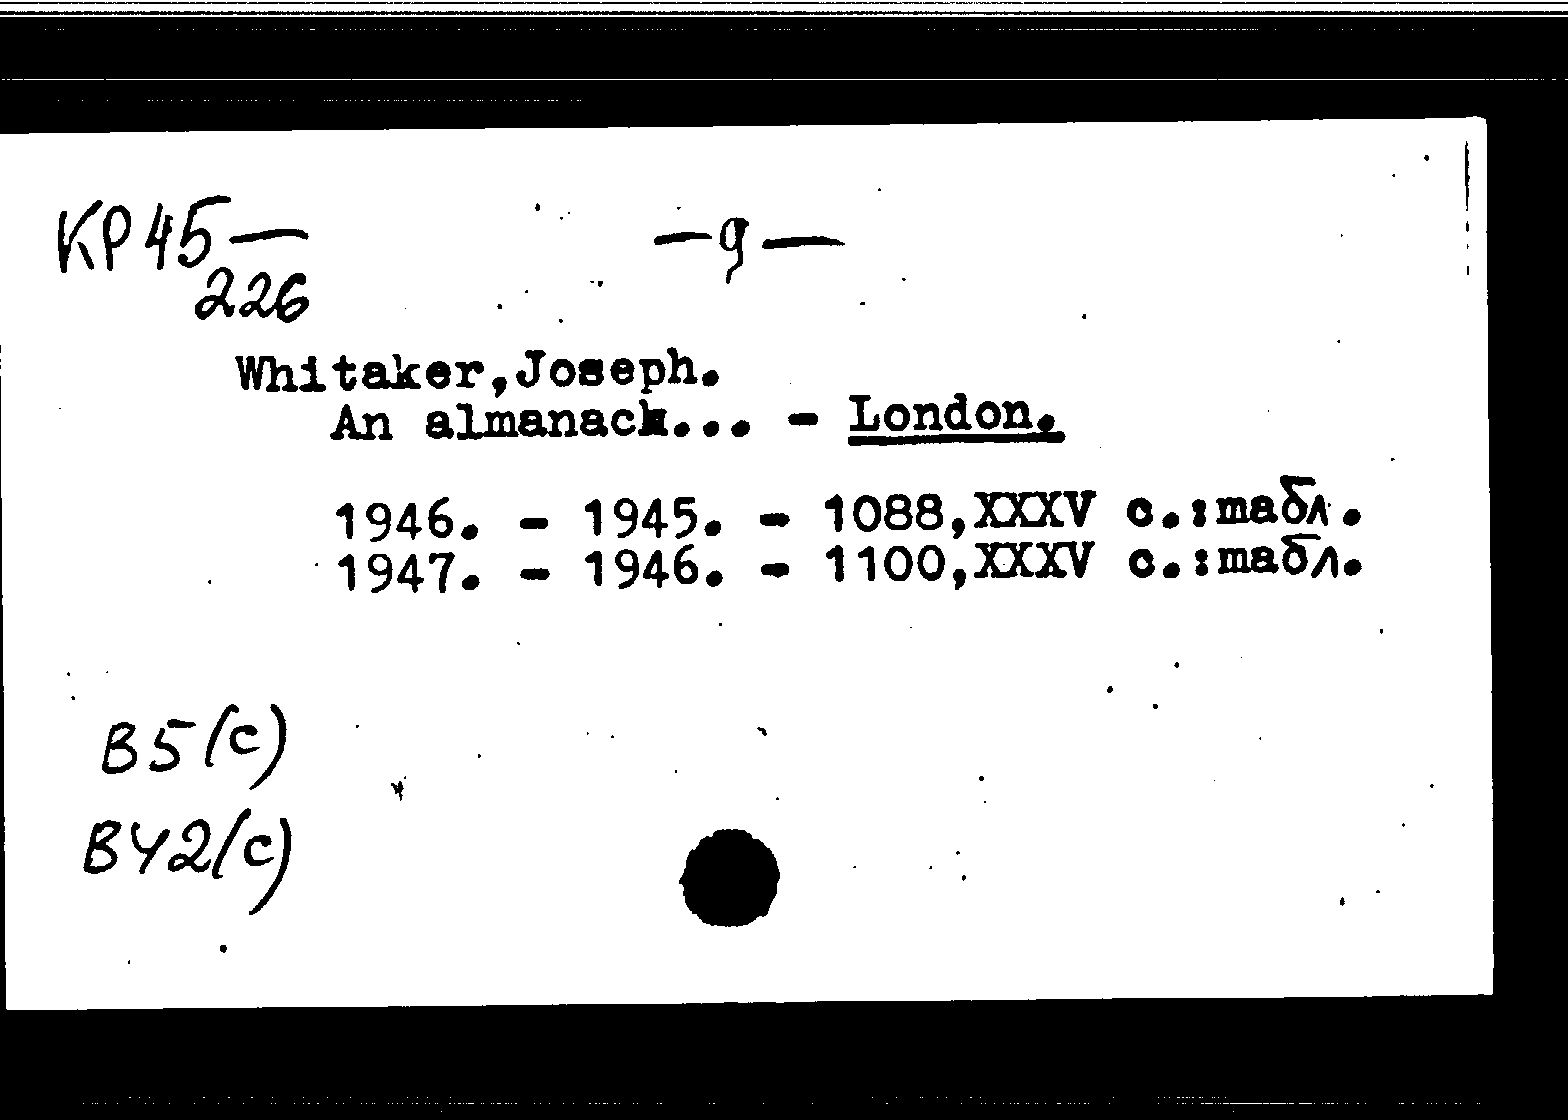 КР45— —9—
226
Whitaker,Joseph.
An almanack... - London.
1946. - 1945. - 1088,XXXV c.:табл.
1947. - 1946. - 1100,XXXV c.:табл.
B5(c)
BY2(c)